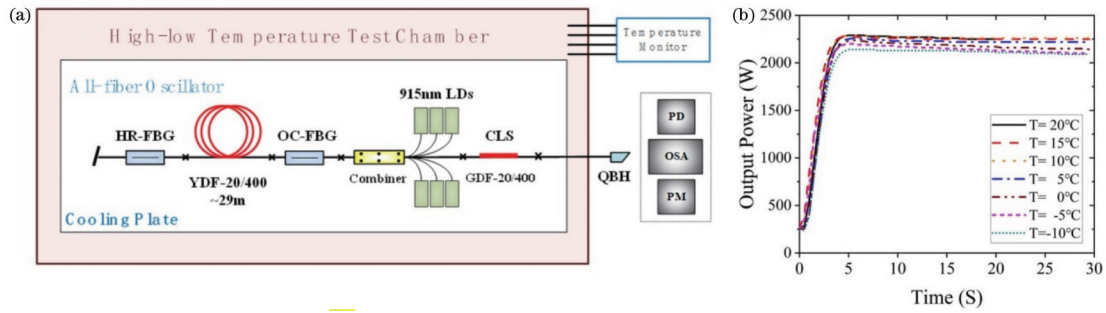 (a)
High-low Temperature Test Chamber
Temperature
Monitor
All-fiber Oscillator
915nm LDs
HR-FBG
OC-FBG
CLS
PD
OSA
PM
YDF-20/400
~29m
Combiner
GDF-20/400
QBH
Cooling Plate
(b)
Output Power (W)
2500
2000
1500
1000
500
0
T= 20℃
T= 15℃
T= 10℃
T= 5℃
T= 0℃
T= -5℃
T=-10℃
0 5 10 15 20 25 30
Time (S)